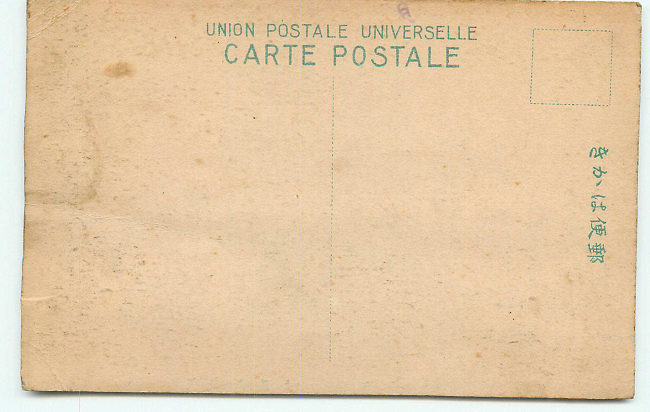 UNION POSTALE UNIVERSELLE
CARTE POSTALE
きかは便郵